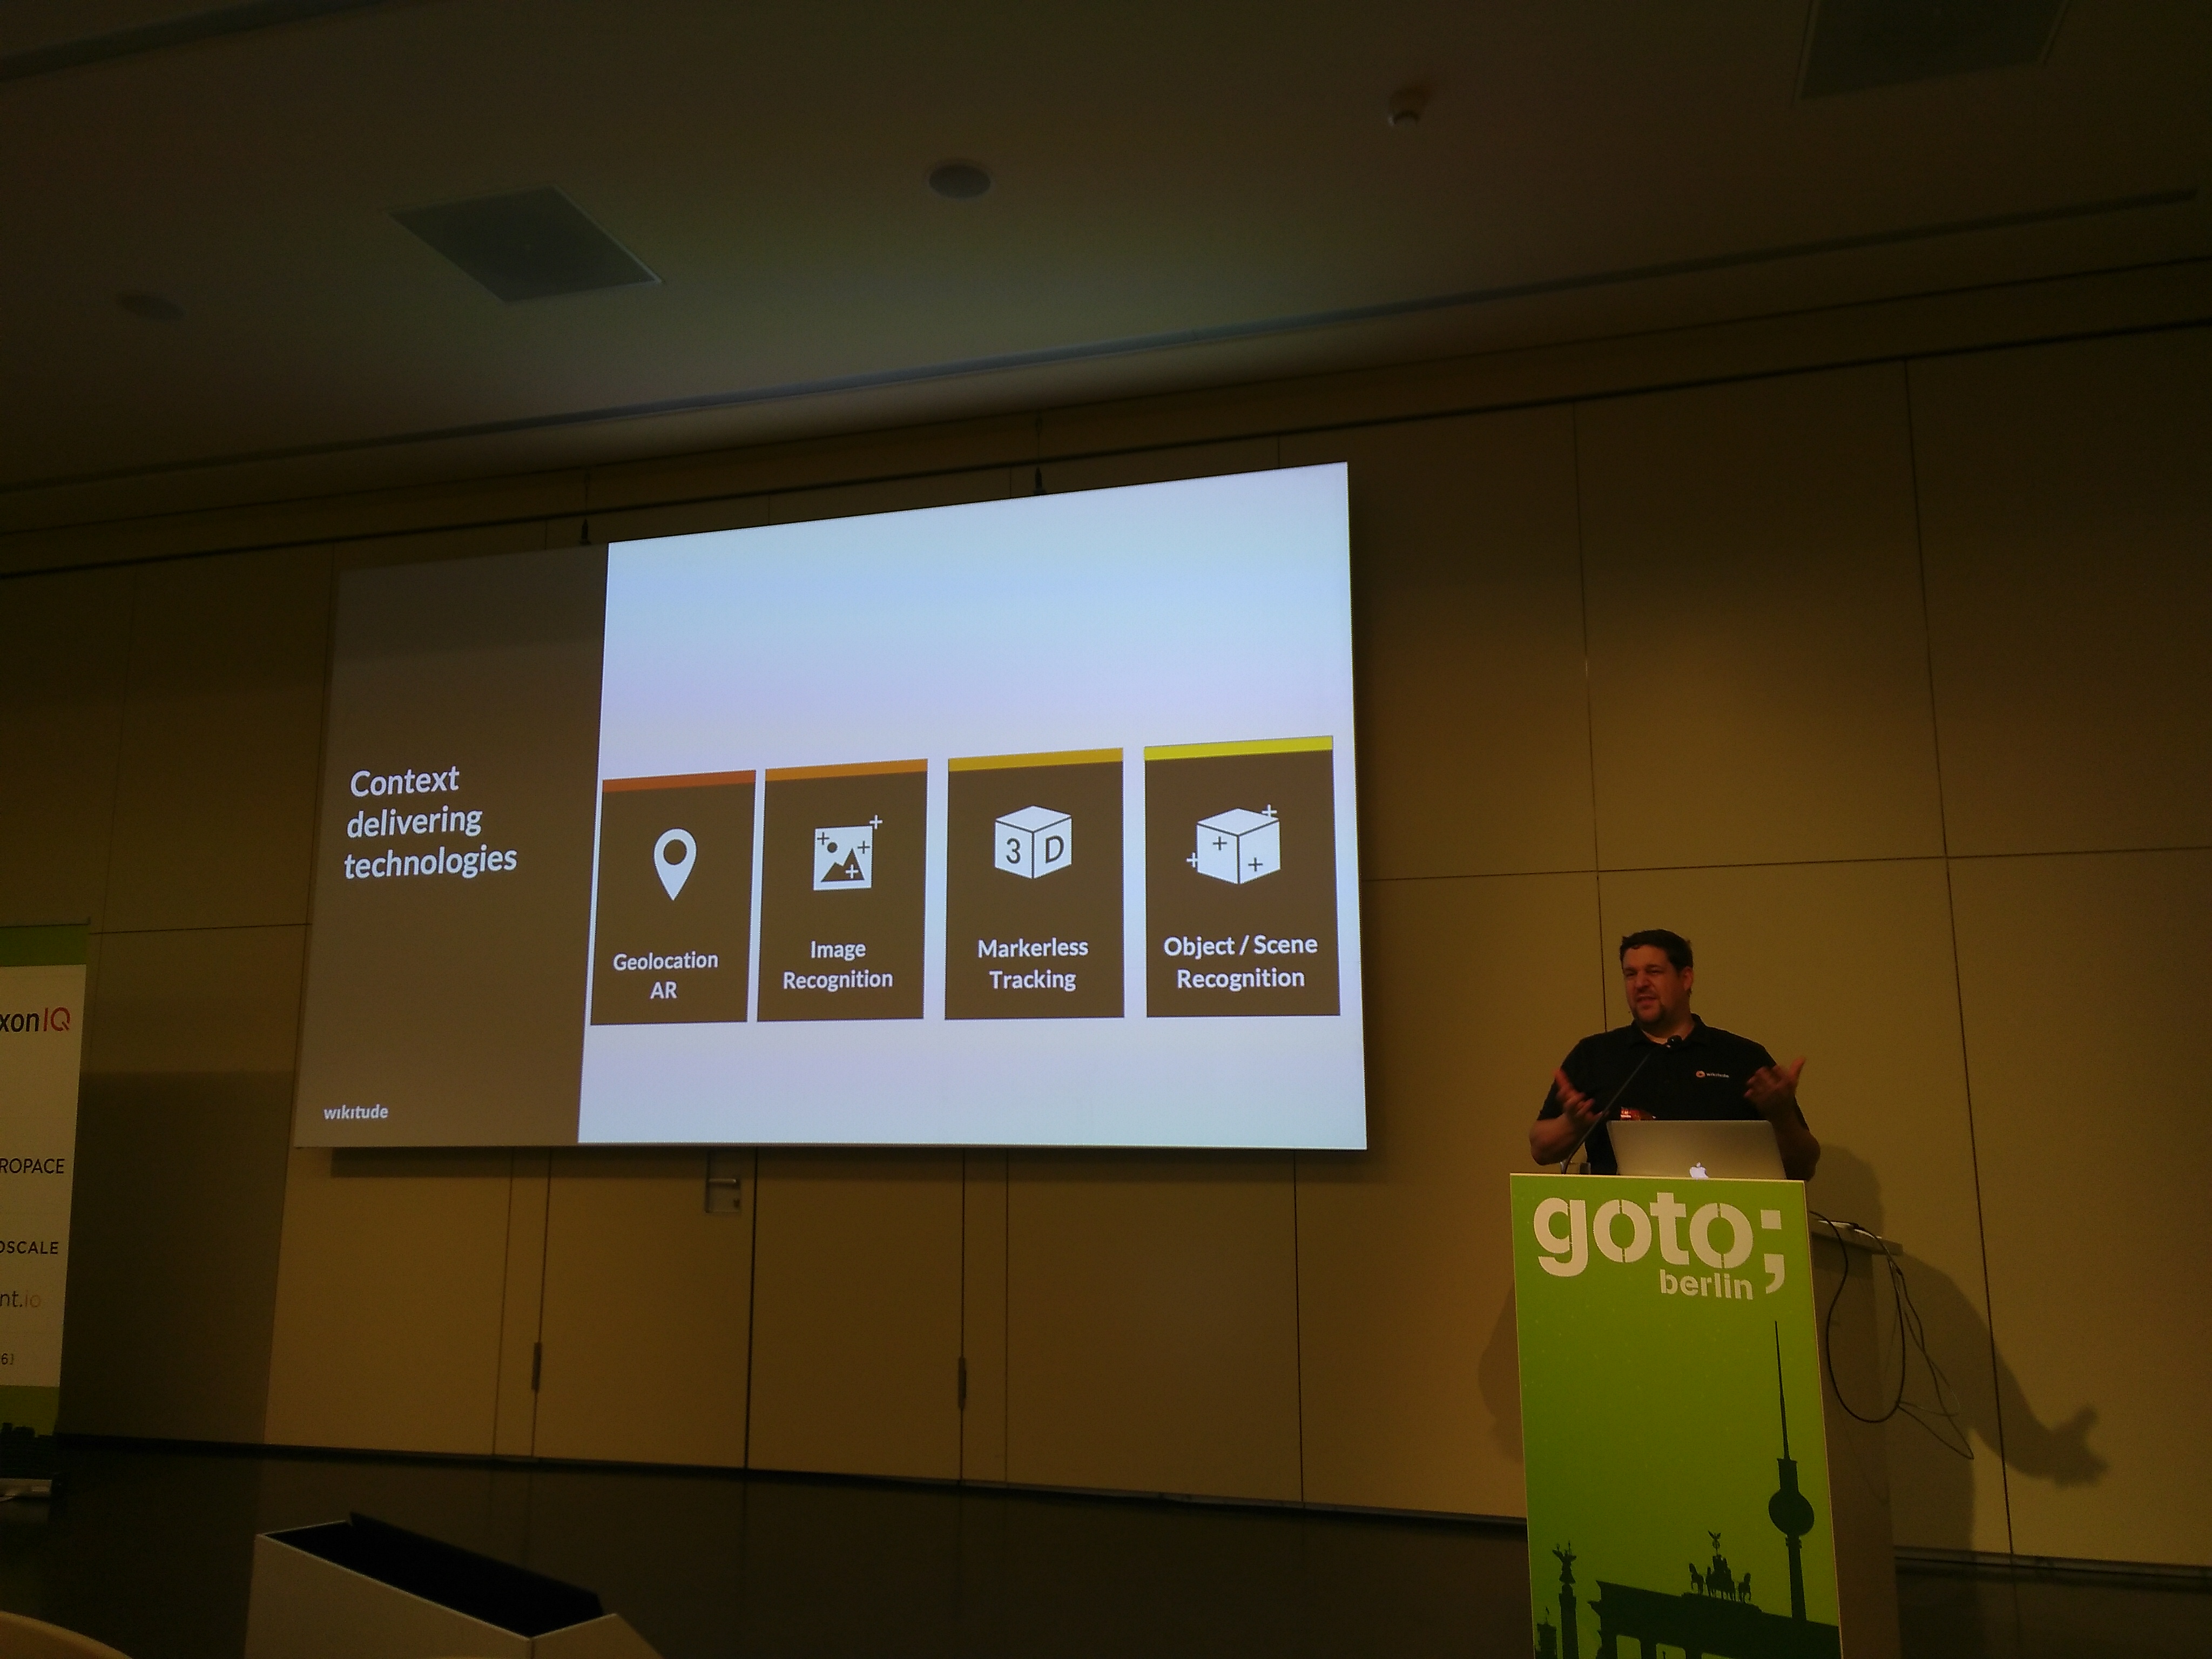 Context
delivering
technologies
wikitude
Geolocation
AR
Image
Recognition
3 D
Markerless
Tracking
Object / Scene
Recognition
xonIQ
ROPACE
OSCALE
nt.io
6}
wikitude
goto;
berlin